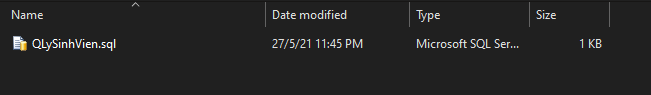 Name Date modified Type Size
QLySinhVien.sql 27/5/21 11:45 PM Microsoft SQL Ser... 1 KB